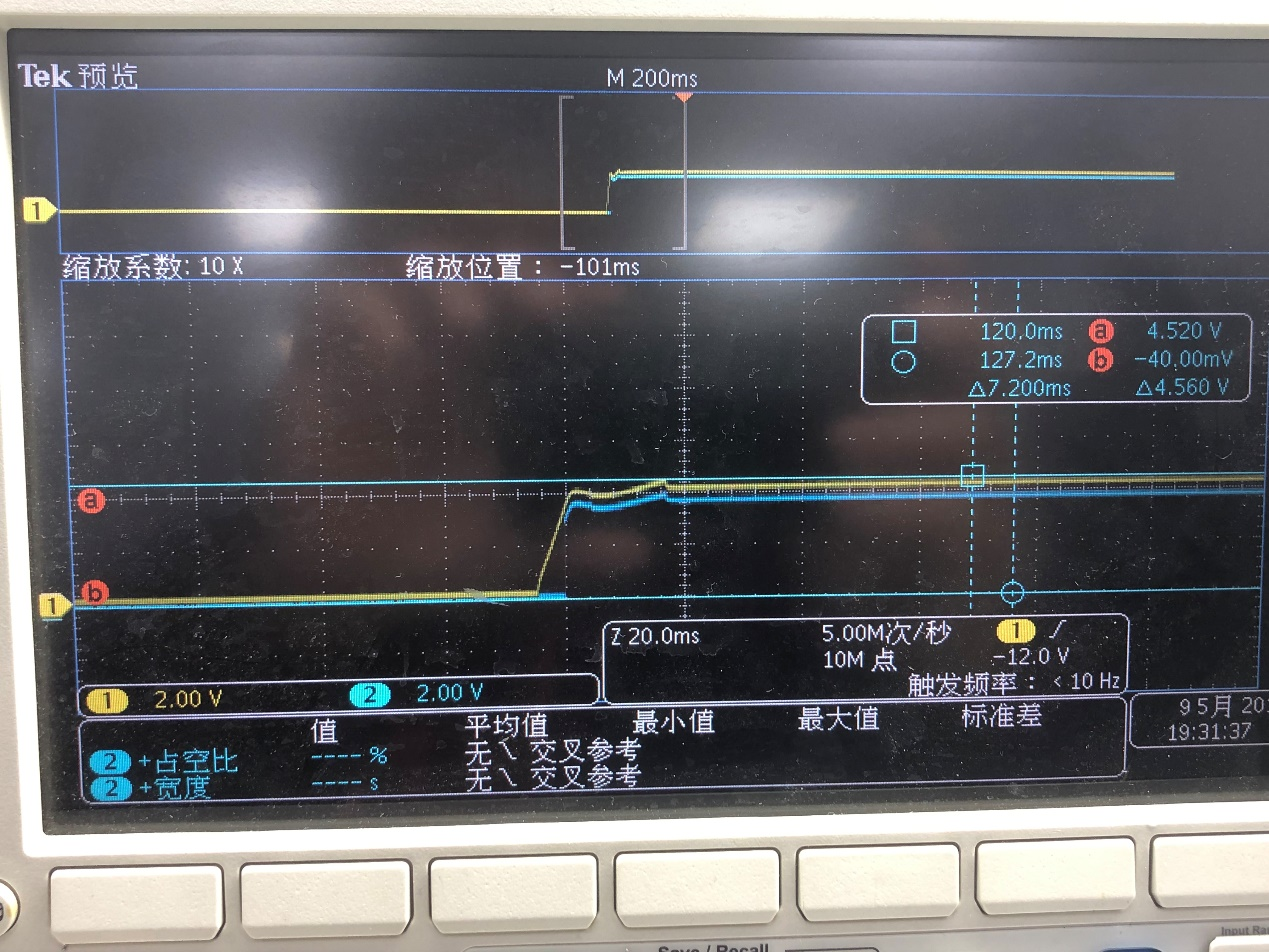 Tek 预览
M 200ms
1
缩放系数: 10 X
缩放位置: -101ms
120.0ms a 4.520 V
127.2ms b -40.00mV
△7.200ms △4.560 V
a
b
1
Z 20.0ms
5.00M次/秒
10M 点
1
-12.0 V
触发频率: < 10 Hz
1 2.00 V 2 2.00 V
值 平均值 最小值 最大值 标准差
2 +占空比 ----% 无 交叉参考
2 +宽度 ----s 无 交叉参考
9 5月 201
19:31:37
Save / Recall
Input